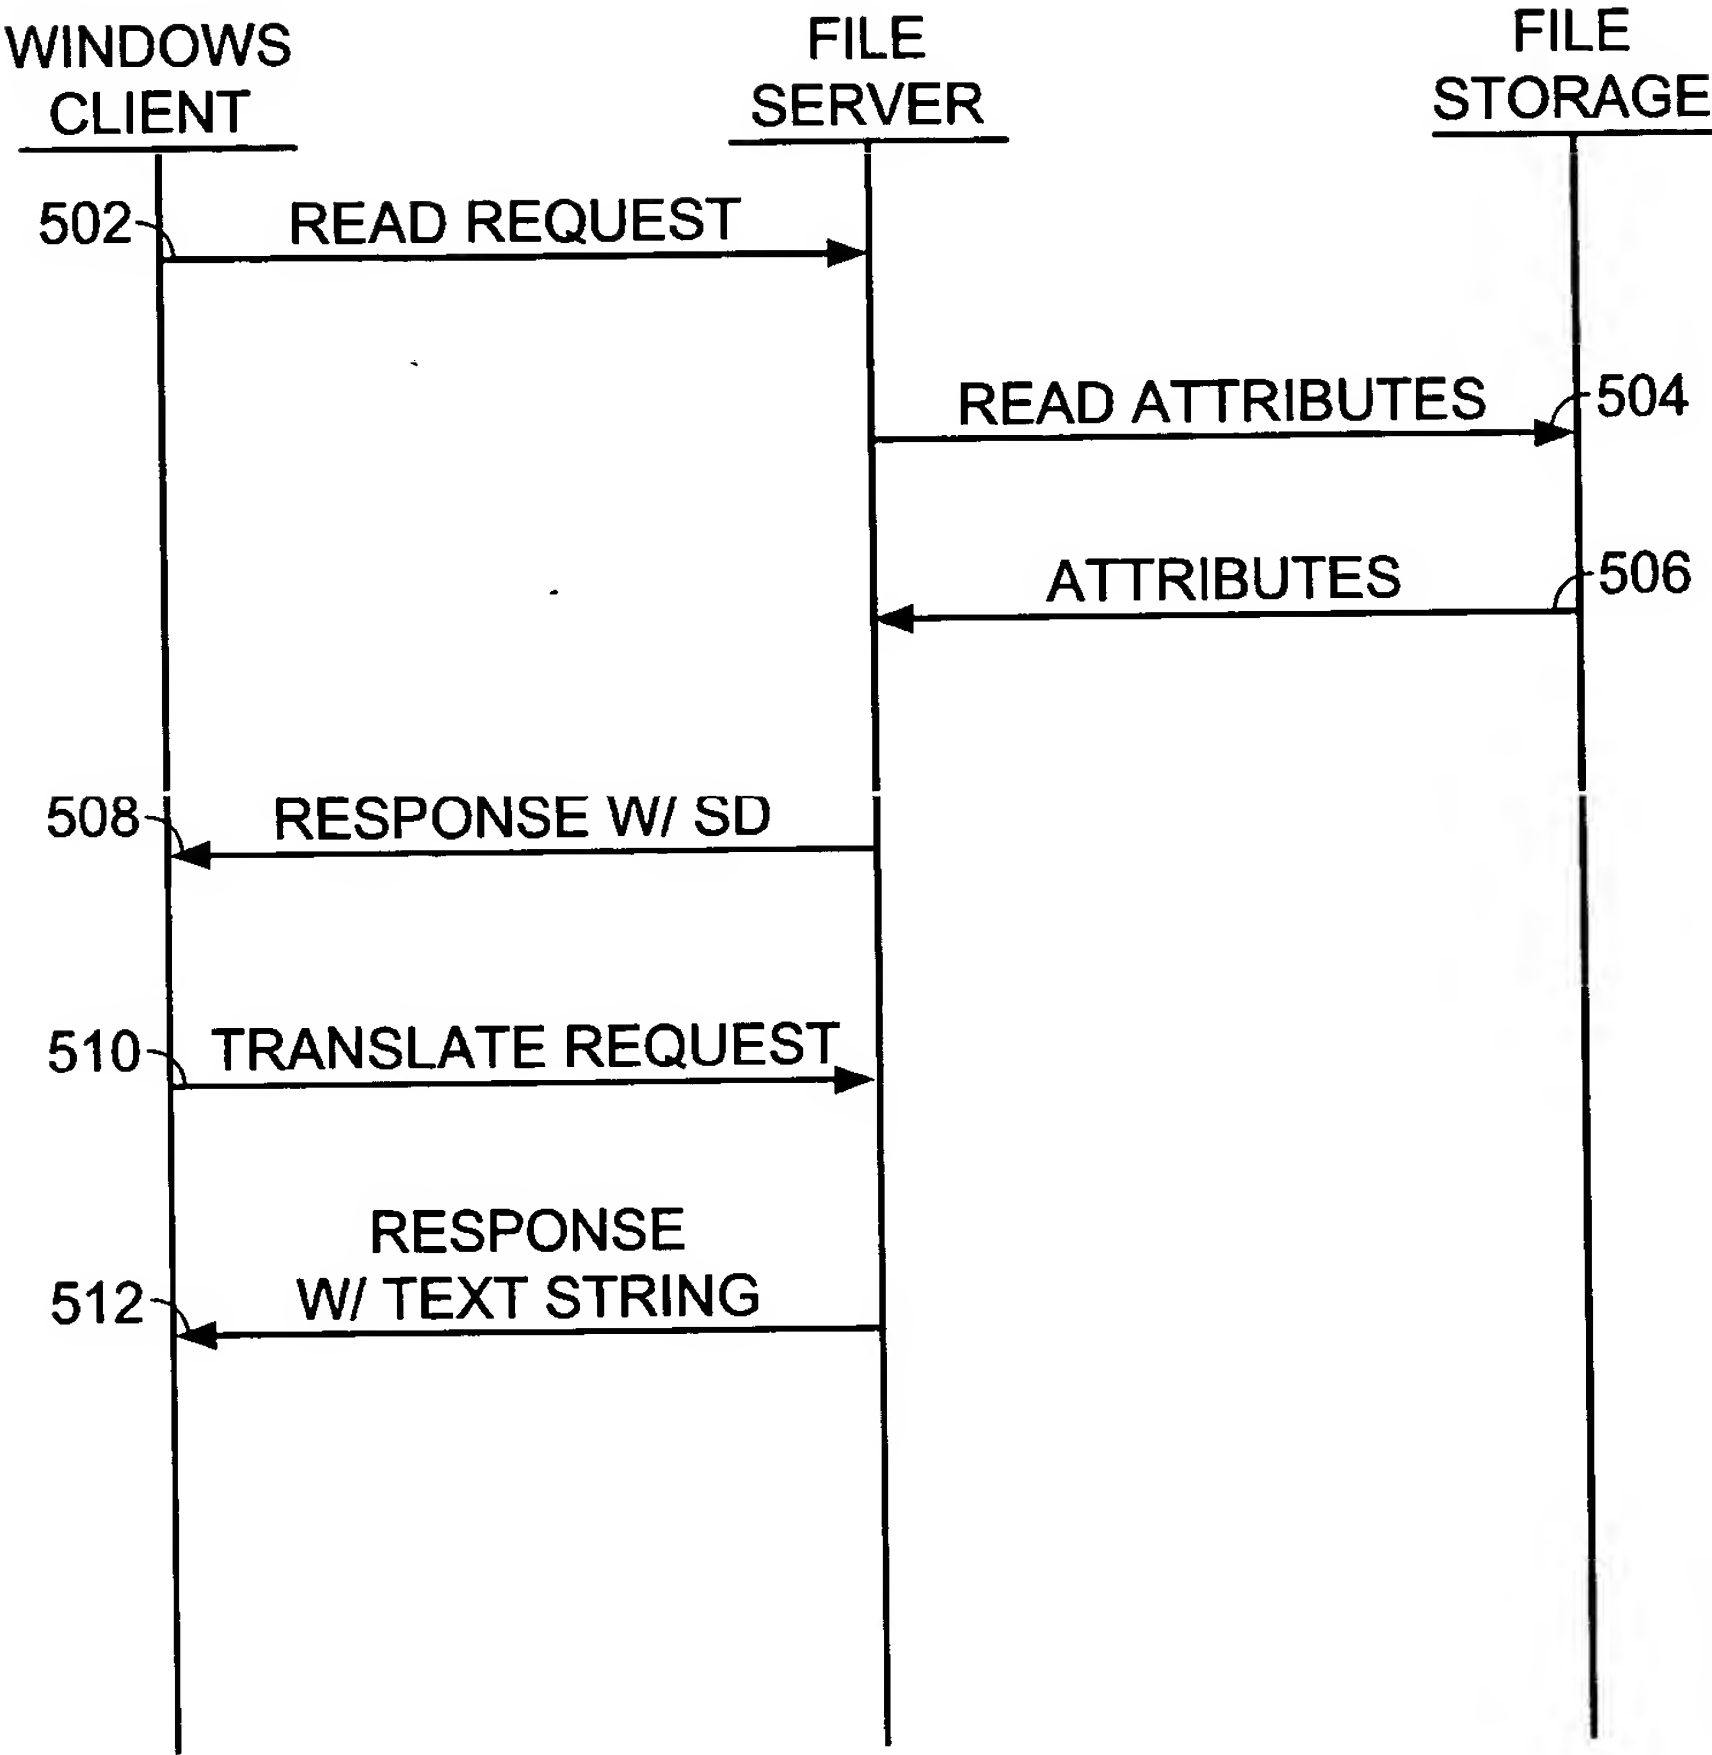 WINDOWS
CLIENT
FILE
SERVER
FILE
STORAGE
502
READ REQUEST
READ ATTRIBUTES
504
ATTRIBUTES
506
508
RESPONSE W/ SD
510
TRANSLATE REQUEST
RESPONSE
W/ TEXT STRING
512